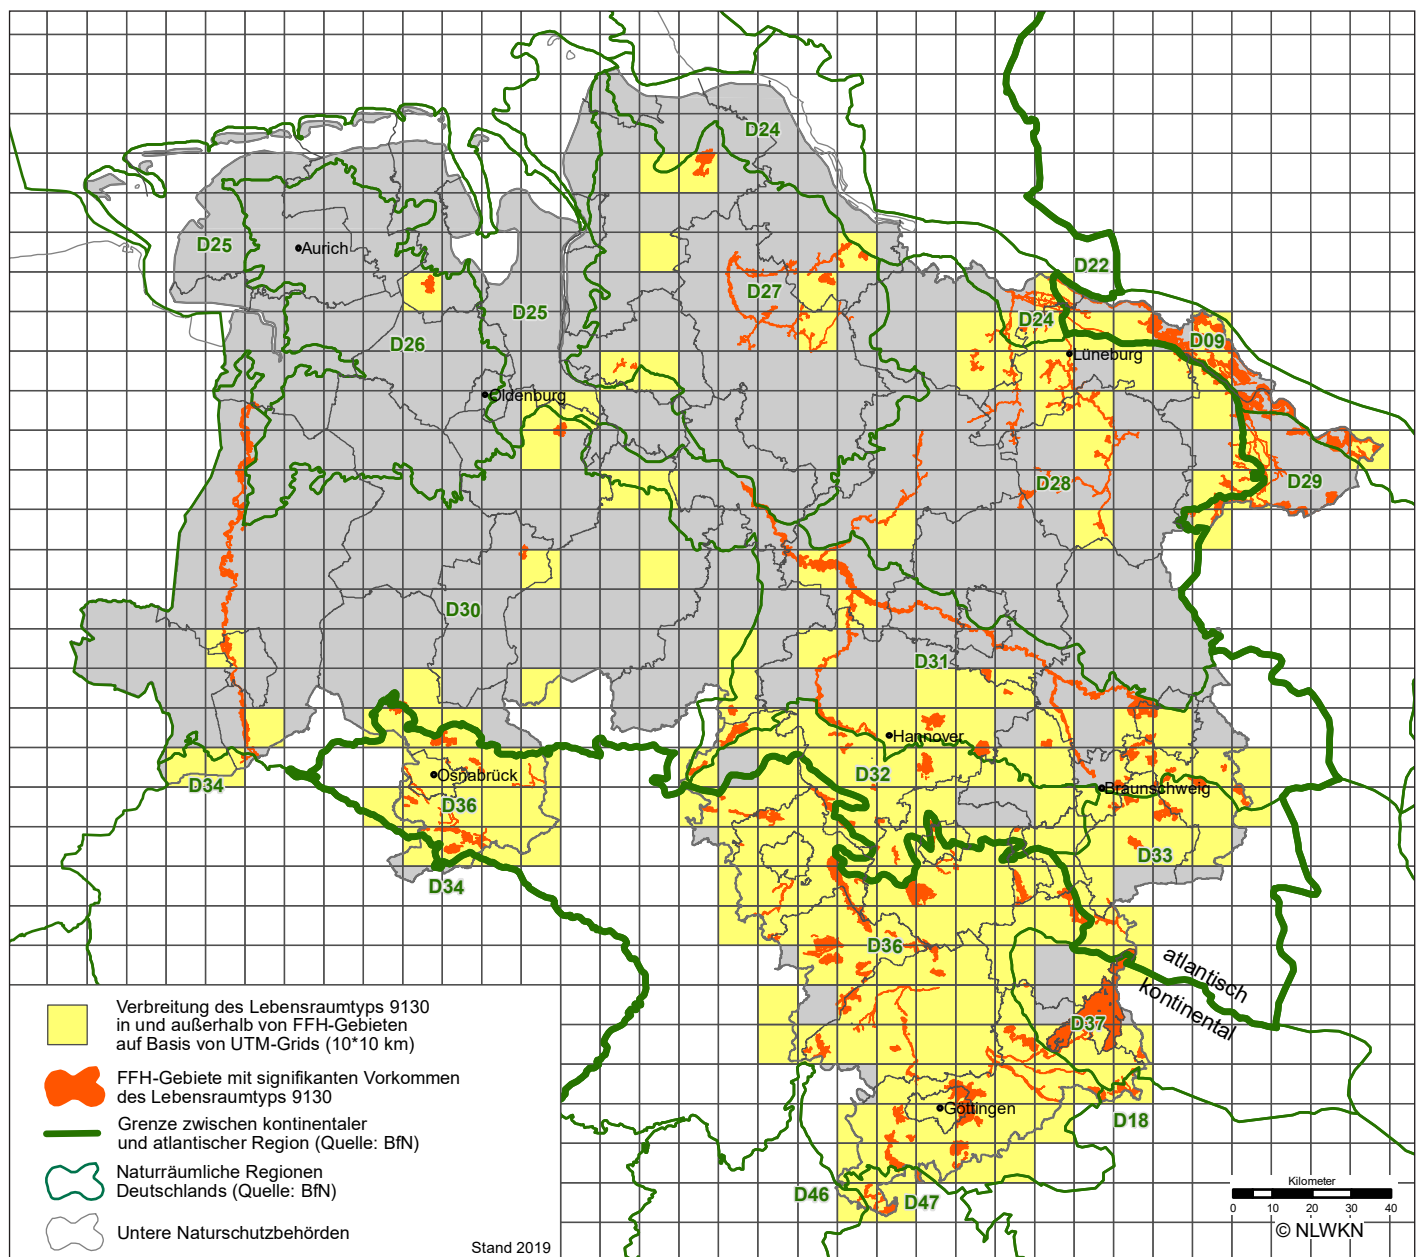 D24
D25
Aurich
D22
D27
D25
D24
D26
D09
Lüneburg
Oldenburg
D28
D29
D30
D31
Hannover
D32
Osnabrück
D34
D36
Braunschweig
D33
D34
D36
atlantisch
kontinental
D37
Göttingen
D18
D46
D47
Verbreitung des Lebensraumtyps 9130
in und außerhalb von FFH-Gebieten
auf Basis von UTM-Grids (10*10 km)
FFH-Gebiete mit signifikanten Vorkommen
des Lebensraumtyps 9130
Grenze zwischen kontinentaler
und atlantischer Region (Quelle: BfN)
Naturräumliche Regionen
Deutschlands (Quelle: BfN)
Untere Naturschutzbehörden
Stand 2019
Kilometer
0 10 20 30 40
© NLWKN